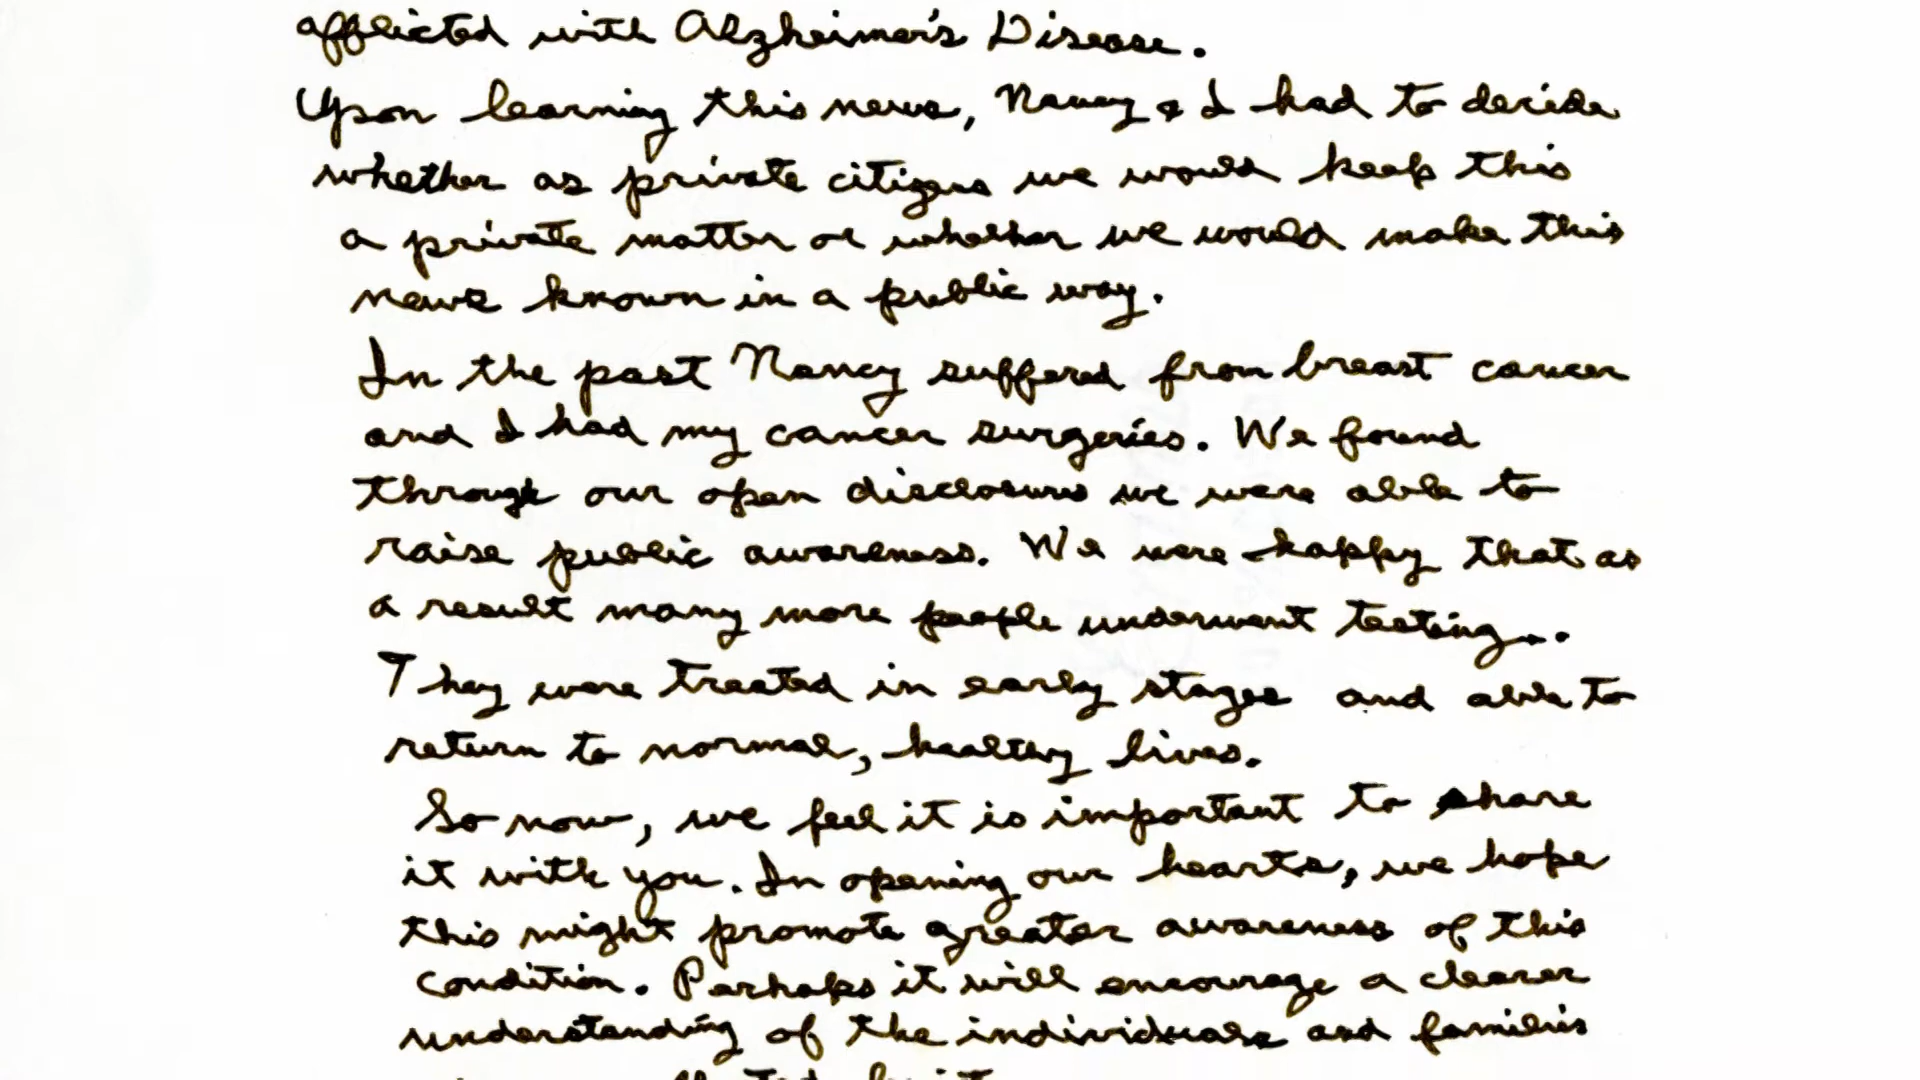 afflicted with Alzheimer's Disease.
Upon learning this news, Nancy & I had to decide
whether as private citizens we would keep this
a private matter or whether we would make this
news known in a public way.
In the past Nancy suffered from breast cancer
and I had my cancer surgeries. We found
through our open disclosures we were able to
raise public awareness. We were happy that as
a result many more people underwent testing..
They were treated in early stages and able to
return to normal, healthy lives.
So now, we feel it is important to share
it with you. In opening our hearts, we hope
this might promote greater awareness of this
condition. Perhaps it will encourage a clearer
understanding of the individuals and families